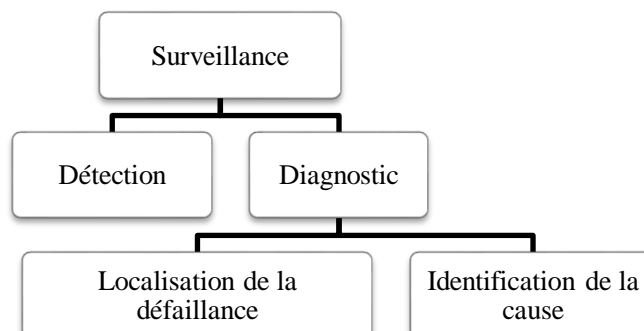 Surveillance
Détection
Diagnostic
Localisation de la
défaillance
Identification de la
cause